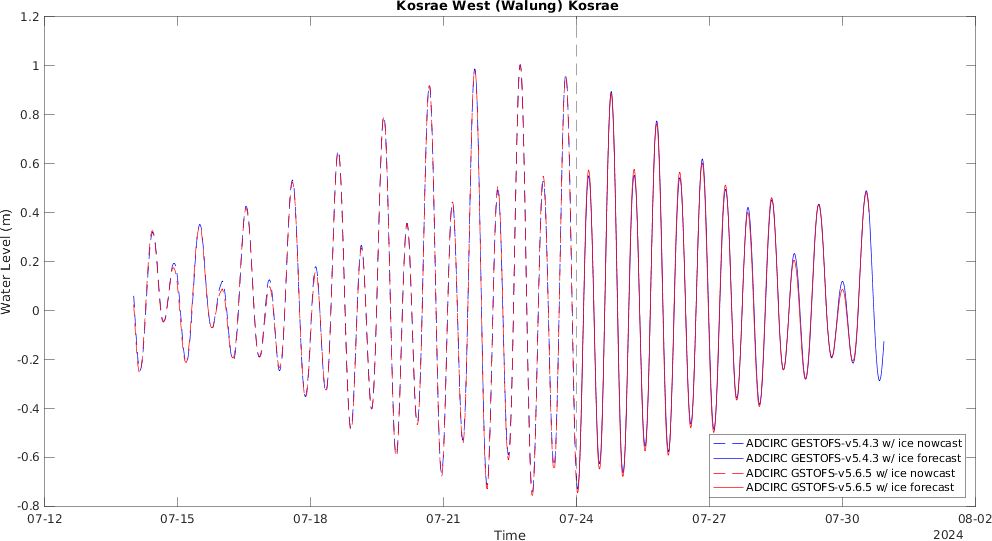 Kosrae West (Walung) Kosrae
1.2
1
0.8
0.6
0.4
0.2
0
-0.2
-0.4
-0.6
-0.8
Water Level (m)
07-12
07-15
07-18
07-21
07-24
07-27
07-30
08-02
Time
2024
ADCIRC GESTOFS-v5.4.3 w/ ice nowcast
ADCIRC GESTOFS-v5.4.3 w/ ice forecast
ADCIRC GSTOFS-v5.6.5 w/ ice nowcast
ADCIRC GSTOFS-v5.6.5 w/ ice forecast